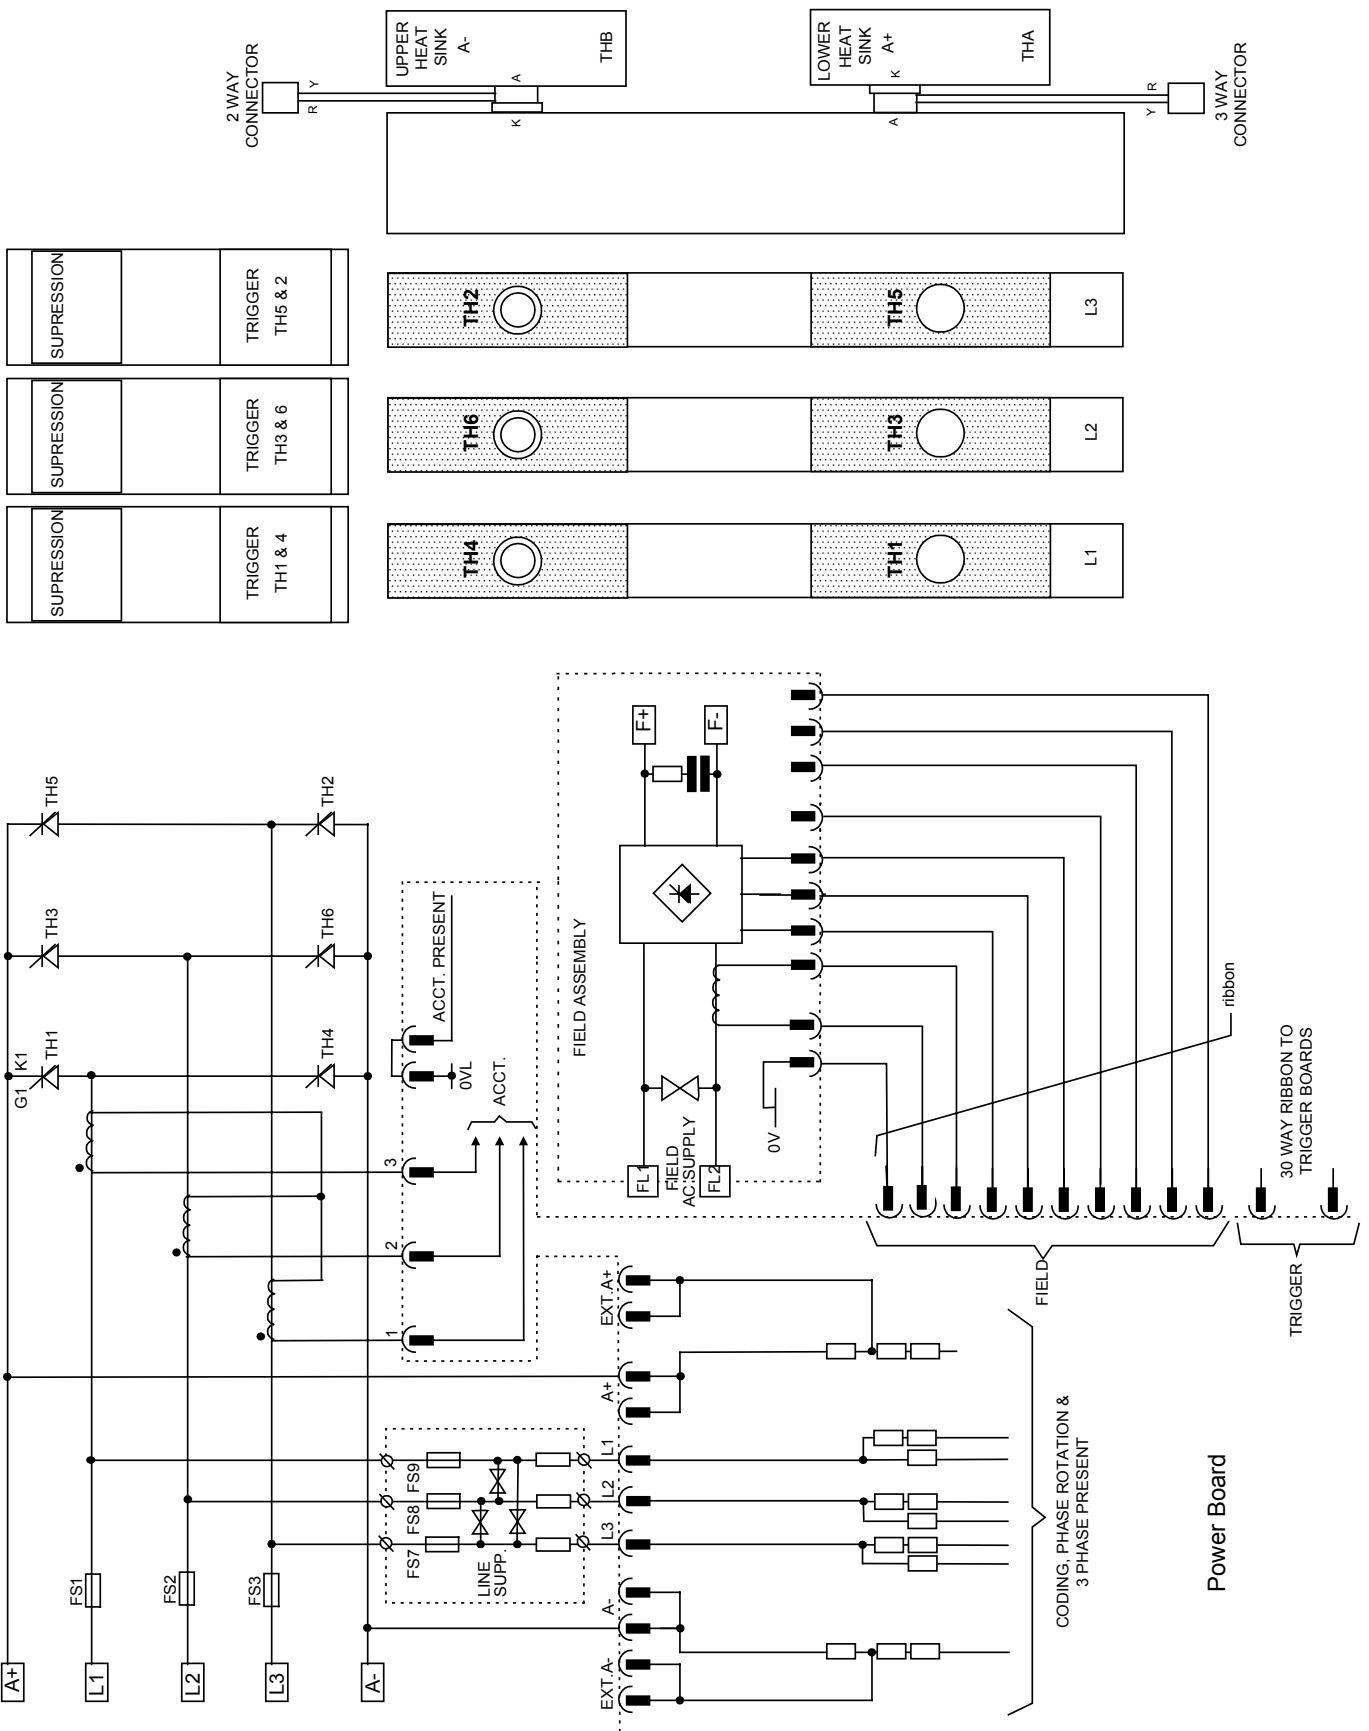 2 WAY
CONNECTOR
R
Y
UPPER
HEAT
SINK
A-
THB
A
K
LOWER
HEAT
SINK
A+
THA
K
A
R
Y
3 WAY
CONNECTOR
SUPRESSION
TRIGGER
TH5 & 2
TH2
TH5
L3
SUPRESSION
TRIGGER
TH3 & 6
TH6
TH3
L2
SUPRESSION
TRIGGER
TH1 & 4
TH4
TH1
L1
TH5
TH2
TH3
TH6
G1
K1
TH1
TH4
ACCT. PRESENT
0VL
ACCT.
3
2
1
FIELD ASSEMBLY
F+
F-
FL1
FIELD
AC SUPPLY
FL2
0V
ribbon
30 WAY RIBBON TO
TRIGGER BOARDS
FIELD
TRIGGER
EXT.A+
A+
L1
L2
L3
A-
EXT.A-
FS9
FS8
FS7
LINE
SUPP.
FS1
FS2
FS3
A+
L1
L2
L3
A-
CODING, PHASE ROTATION &
3 PHASE PRESENT
Power Board